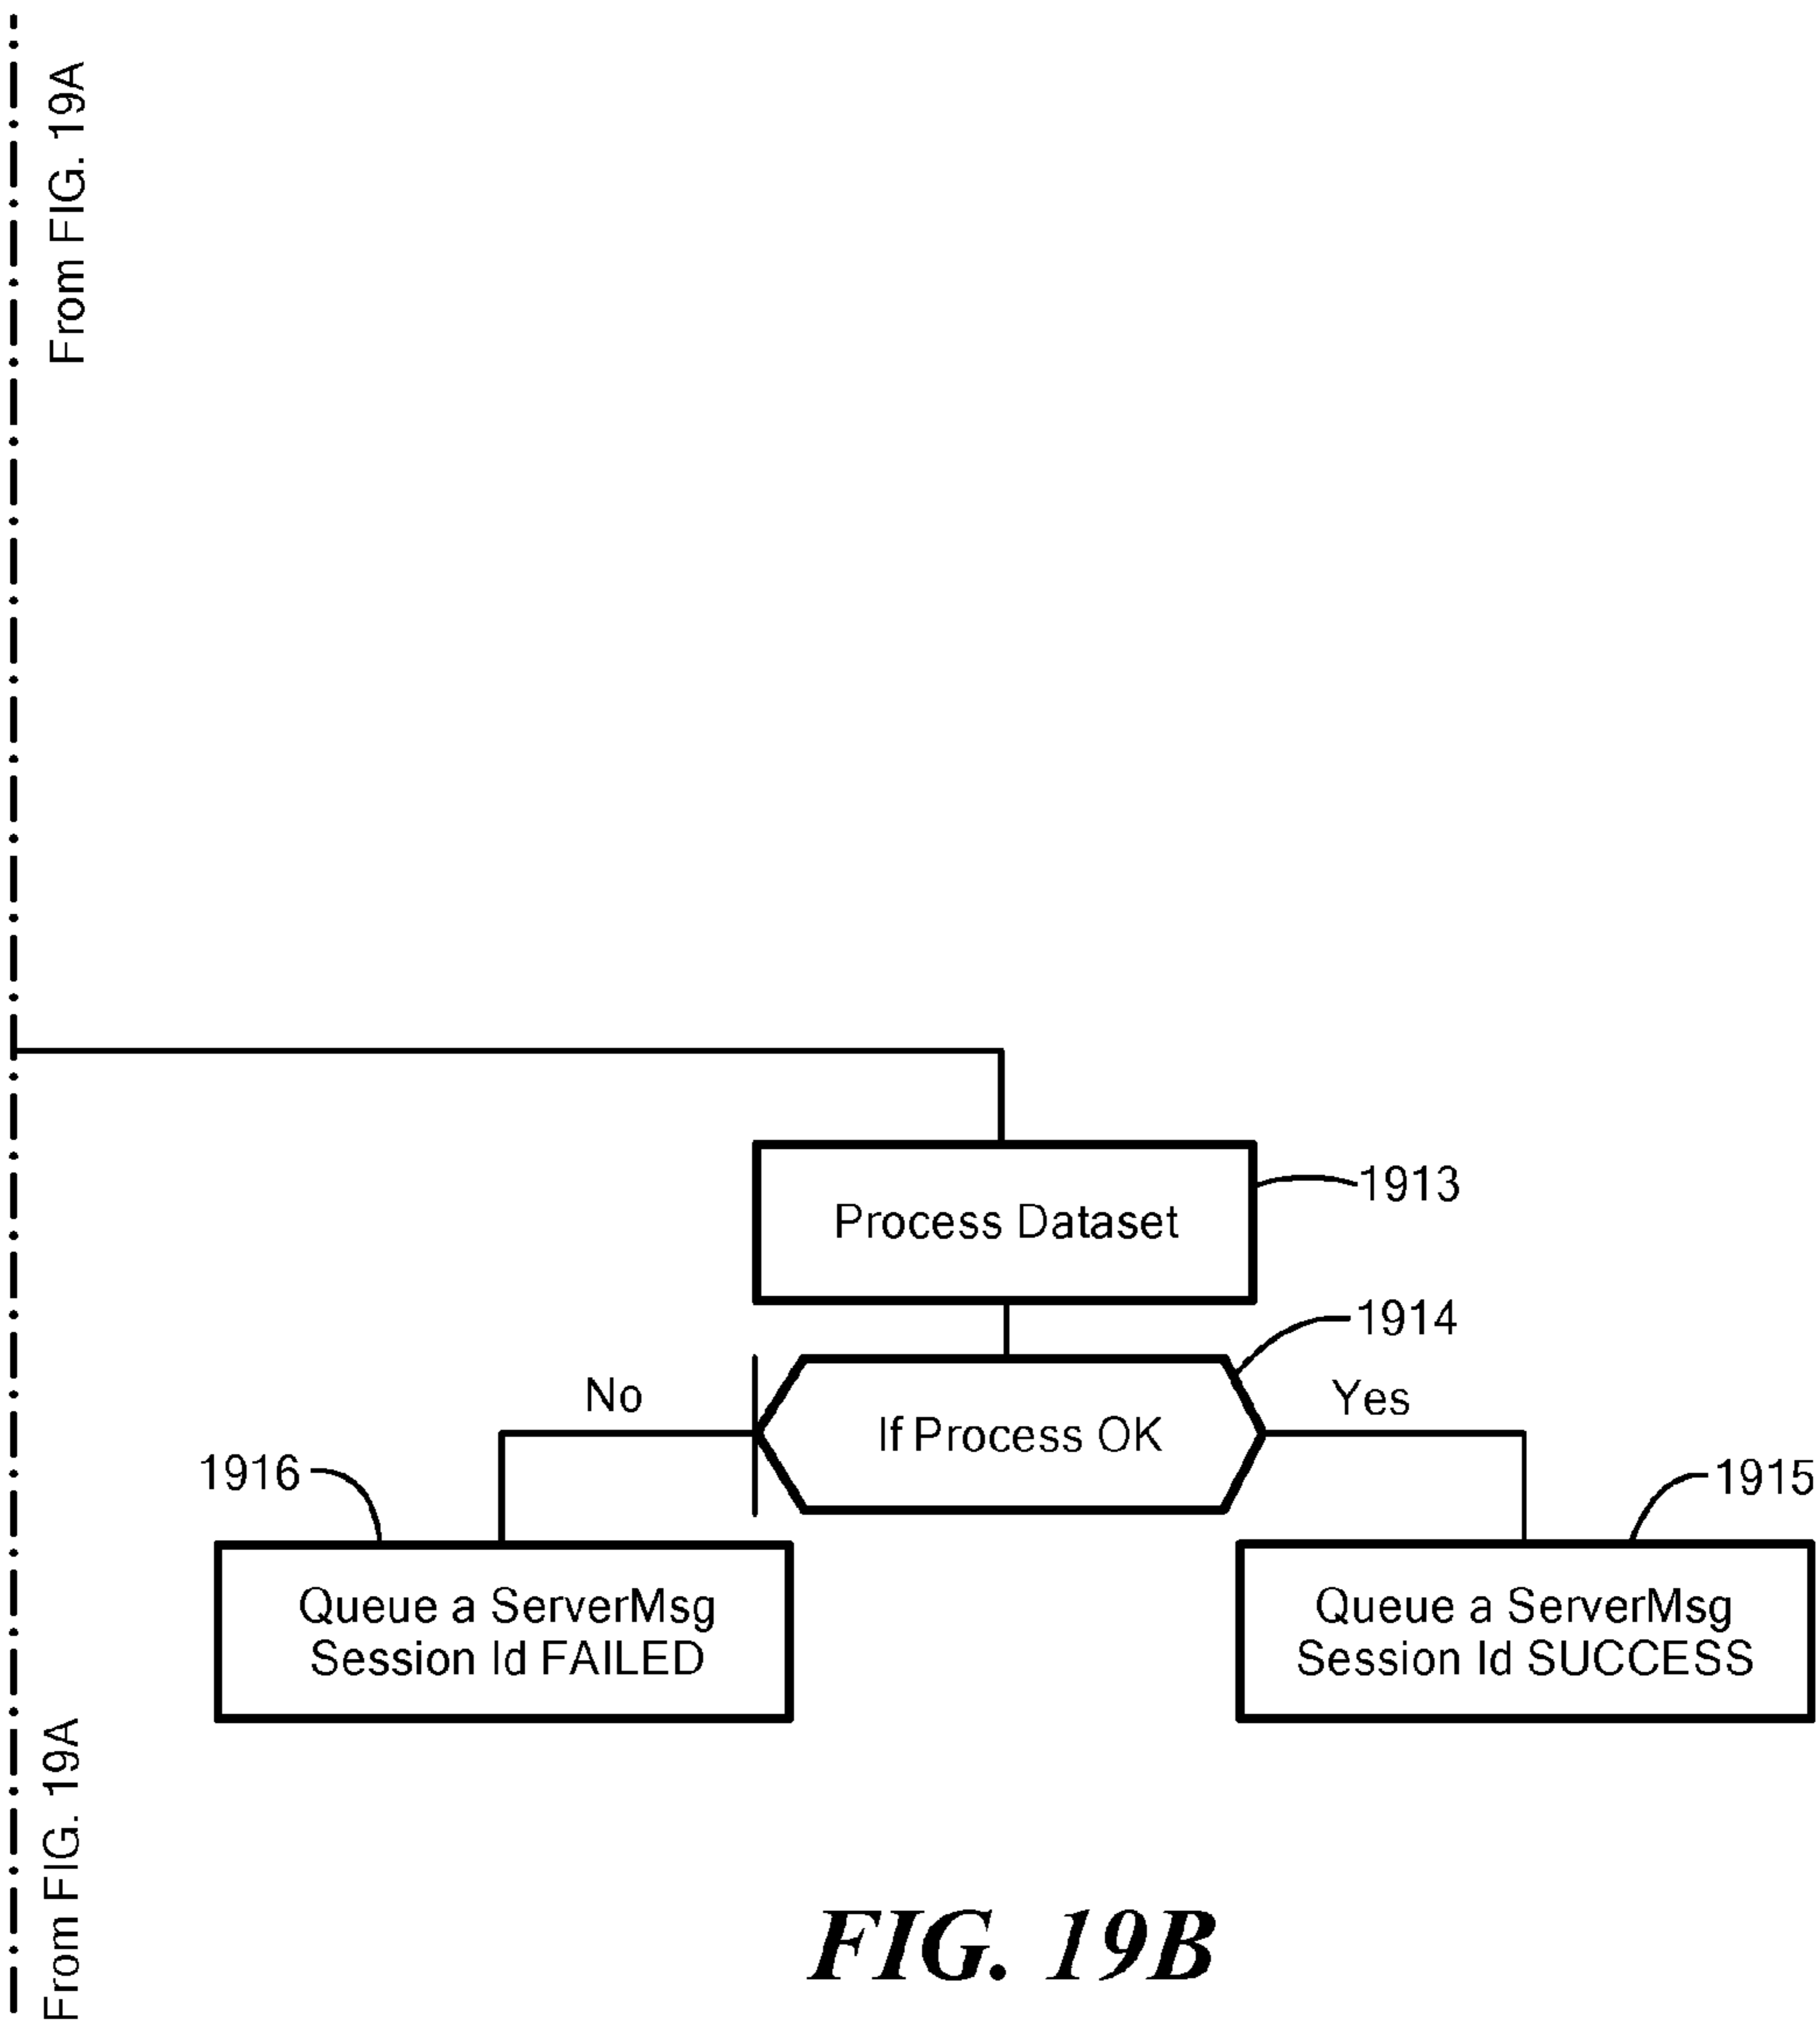 From FIG. 19A
Process Dataset
1913
1914
No
If Process OK
Yes
1916
1915
Queue a ServerMsg
Session Id FAILED
Queue a ServerMsg
Session Id SUCCESS
From FIG. 19A
FIG. 19B